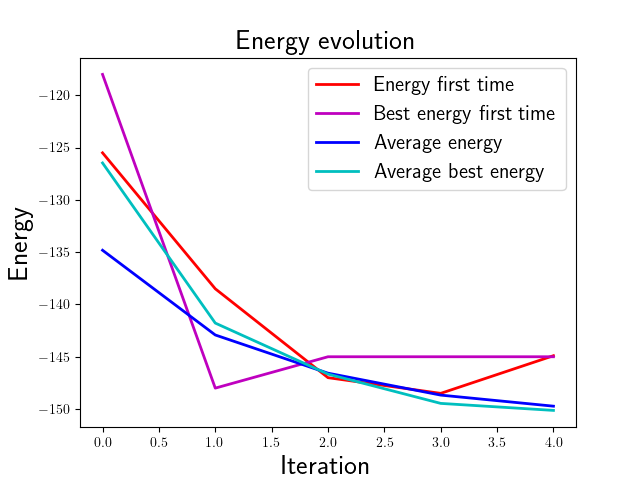 Energy evolution
Energy first time
Best energy first time
Average energy
Average best energy
Energy
−120
−125
−130
−135
−140
−145
−150
0.0 0.5 1.0 1.5 2.0 2.5 3.0 3.5 4.0
Iteration